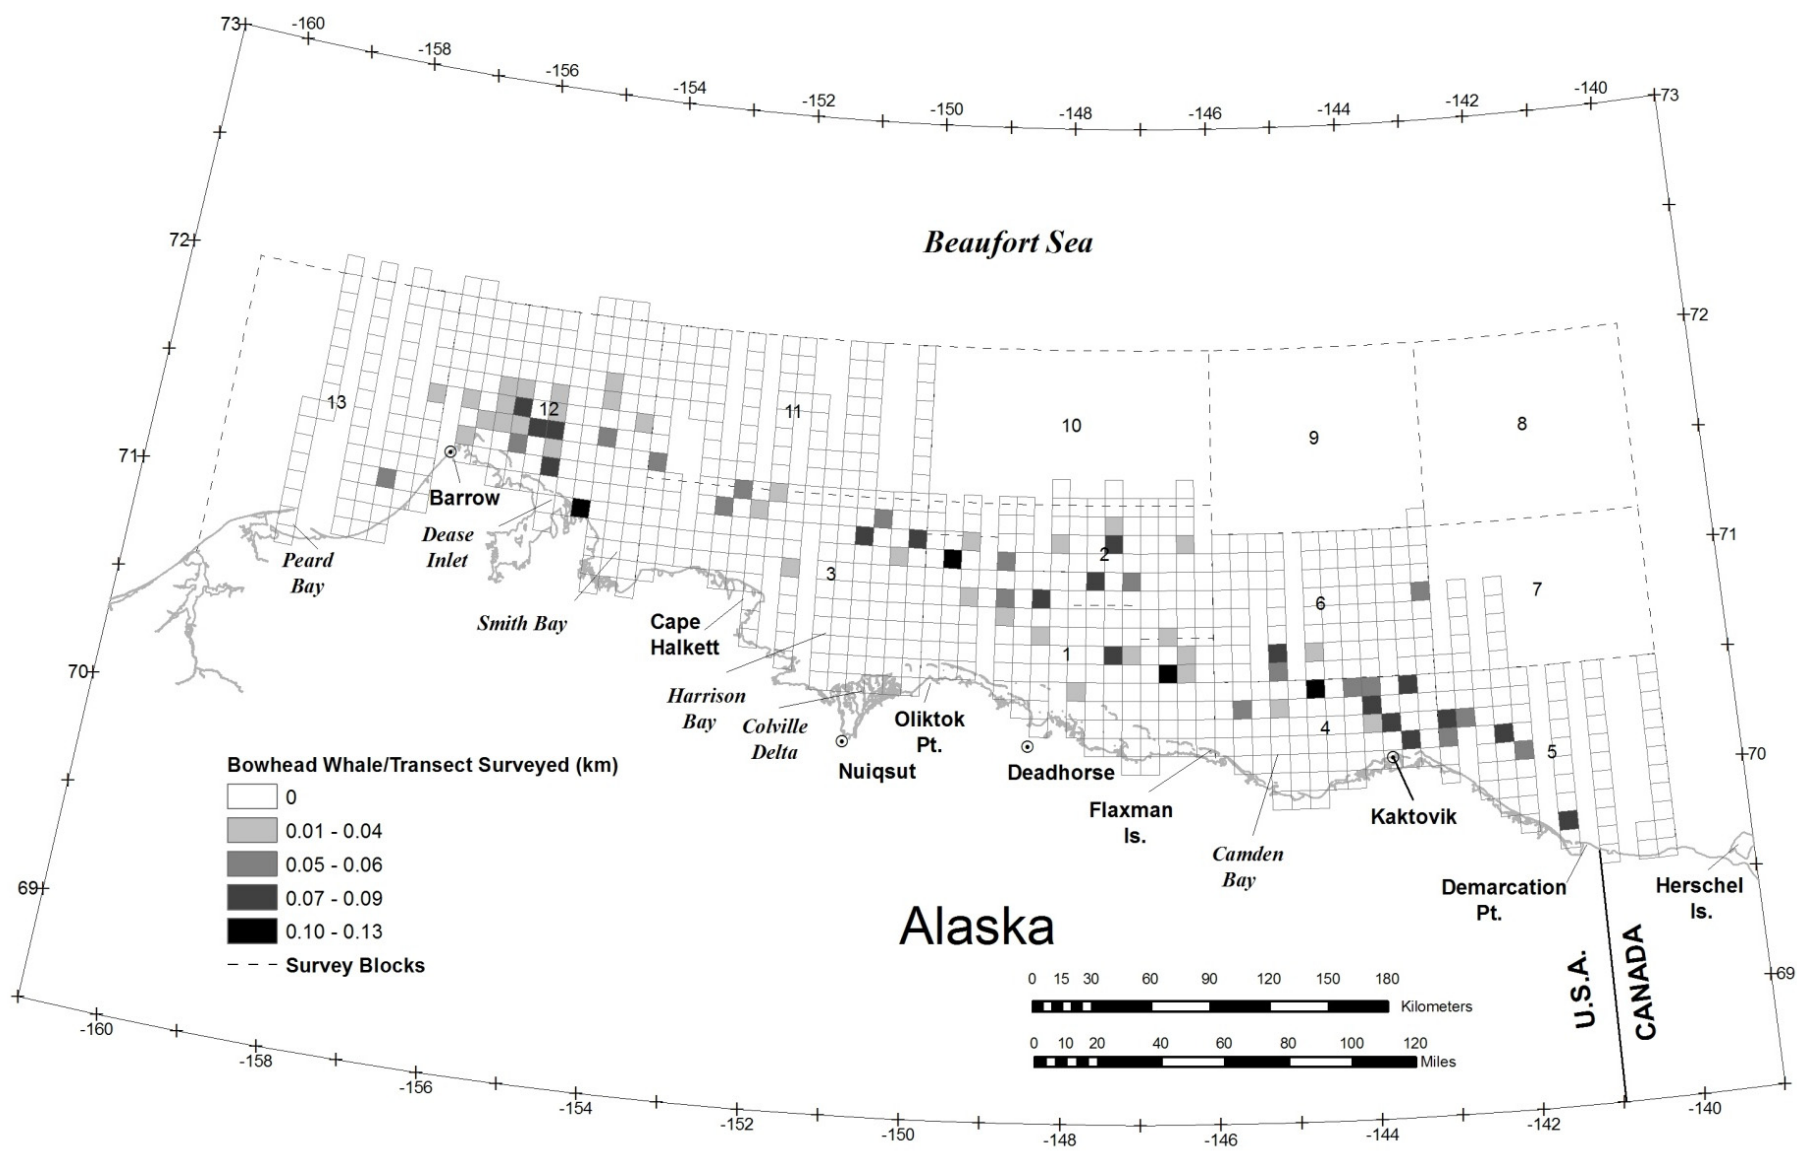 73
-160
-158
-156
-154
-152
-150
-148
-146
-144
-142
-140
73
72
Beaufort Sea
72
13
12
11
10
9
8
71
Barrow
Dease
Inlet
Peard
Bay
Smith Bay
Cape
Halkett
Harrison
Bay
Colville
Delta
3
2
1
6
7
71
70
4
5
70
Oliktok
Pt.
Nuiqsut
Deadhorse
Flaxman
Is.
Camden
Bay
Kaktovik
Demarcation
Pt.
Herschel
Is.
Bowhead Whale/Transect Surveyed (km)
0
0.01 - 0.04
0.05 - 0.06
0.07 - 0.09
0.10 - 0.13
Survey Blocks
69
Alaska
U.S.A.
CANADA
69
0 15 30 60 90 120 150 180
Kilometers
0 10 20 40 60 80 100 120
Miles
-160
-158
-156
-154
-152
-150
-148
-146
-144
-142
-140